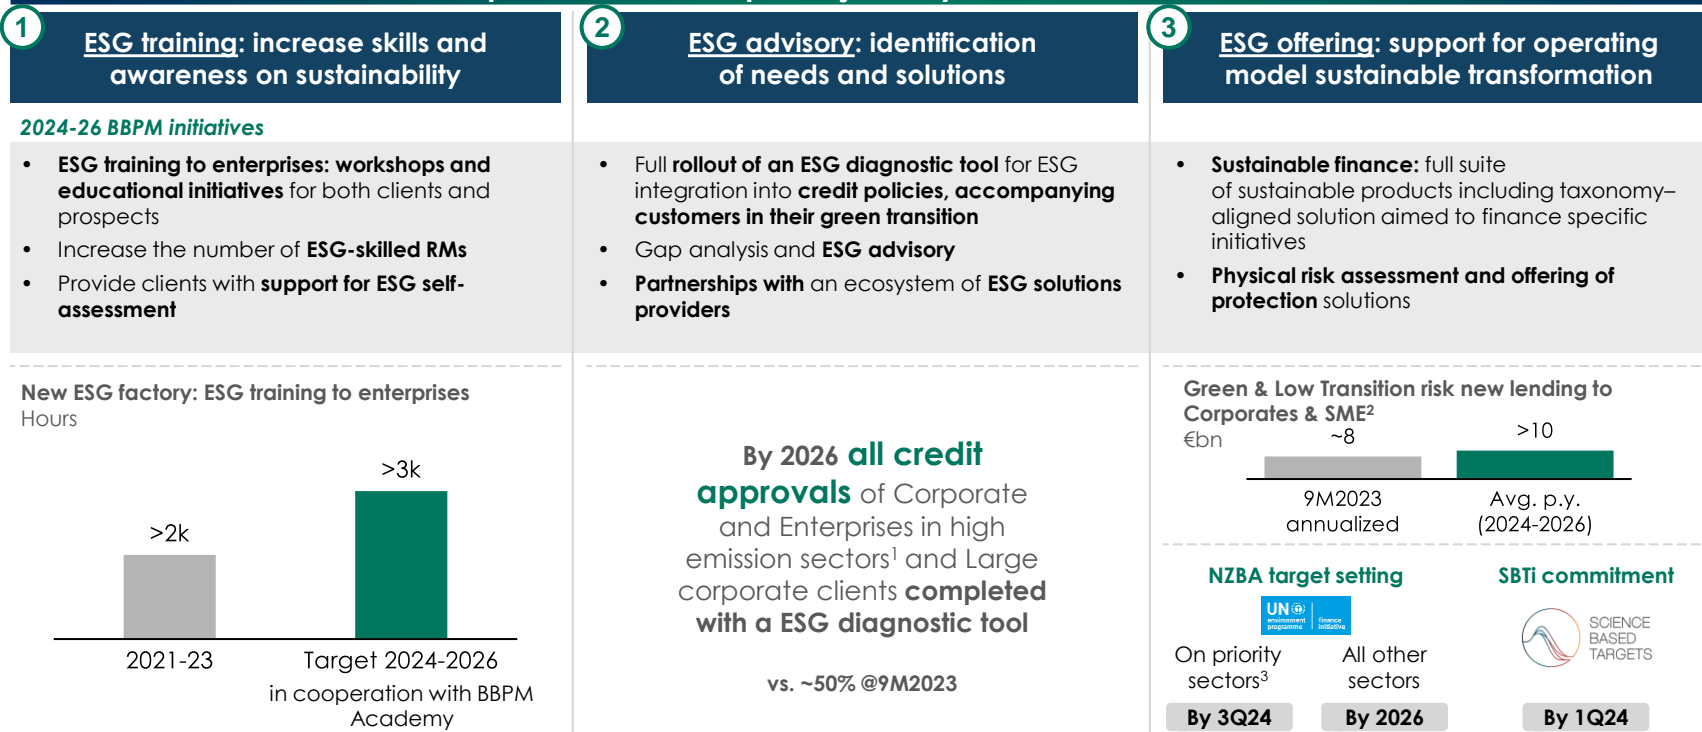 1
ESG training: increase skills and
awareness on sustainability
2024-26 BBPM initiatives
• ESG training to enterprises: workshops and
educational initiatives for both clients and
prospects
• Increase the number of ESG-skilled RMs
• Provide clients with support for ESG self-
assessment
New ESG factory: ESG training to enterprises
Hours
>2k
>3k
2021-23
Target 2024-2026
in cooperation with BBPM
Academy
2
ESG advisory: identification
of needs and solutions
• Full rollout of an ESG diagnostic tool for ESG
integration into credit policies, accompanying
customers in their green transition
• Gap analysis and ESG advisory
• Partnerships with an ecosystem of ESG solutions
providers
By 2026 all credit
approvals of Corporate
and Enterprises in high
emission sectors¹ and Large
corporate clients completed
with a ESG diagnostic tool
vs. ~50% @9M2023
3
ESG offering: support for operating
model sustainable transformation
• Sustainable finance: full suite
of sustainable products including taxonomy–
aligned solution aimed to finance specific
initiatives
• Physical risk assessment and offering of
protection solutions
Green & Low Transition risk new lending to
Corporates & SME²
€bn
~8
>10
9M2023
annualized
Avg. p.y.
(2024-2026)
NZBA target setting
UN
environment
programme
finance
initiative
On priority
sectors³
By 3Q24
All other
sectors
By 2026
SBTi commitment
SCIENCE
BASED
TARGETS
By 1Q24